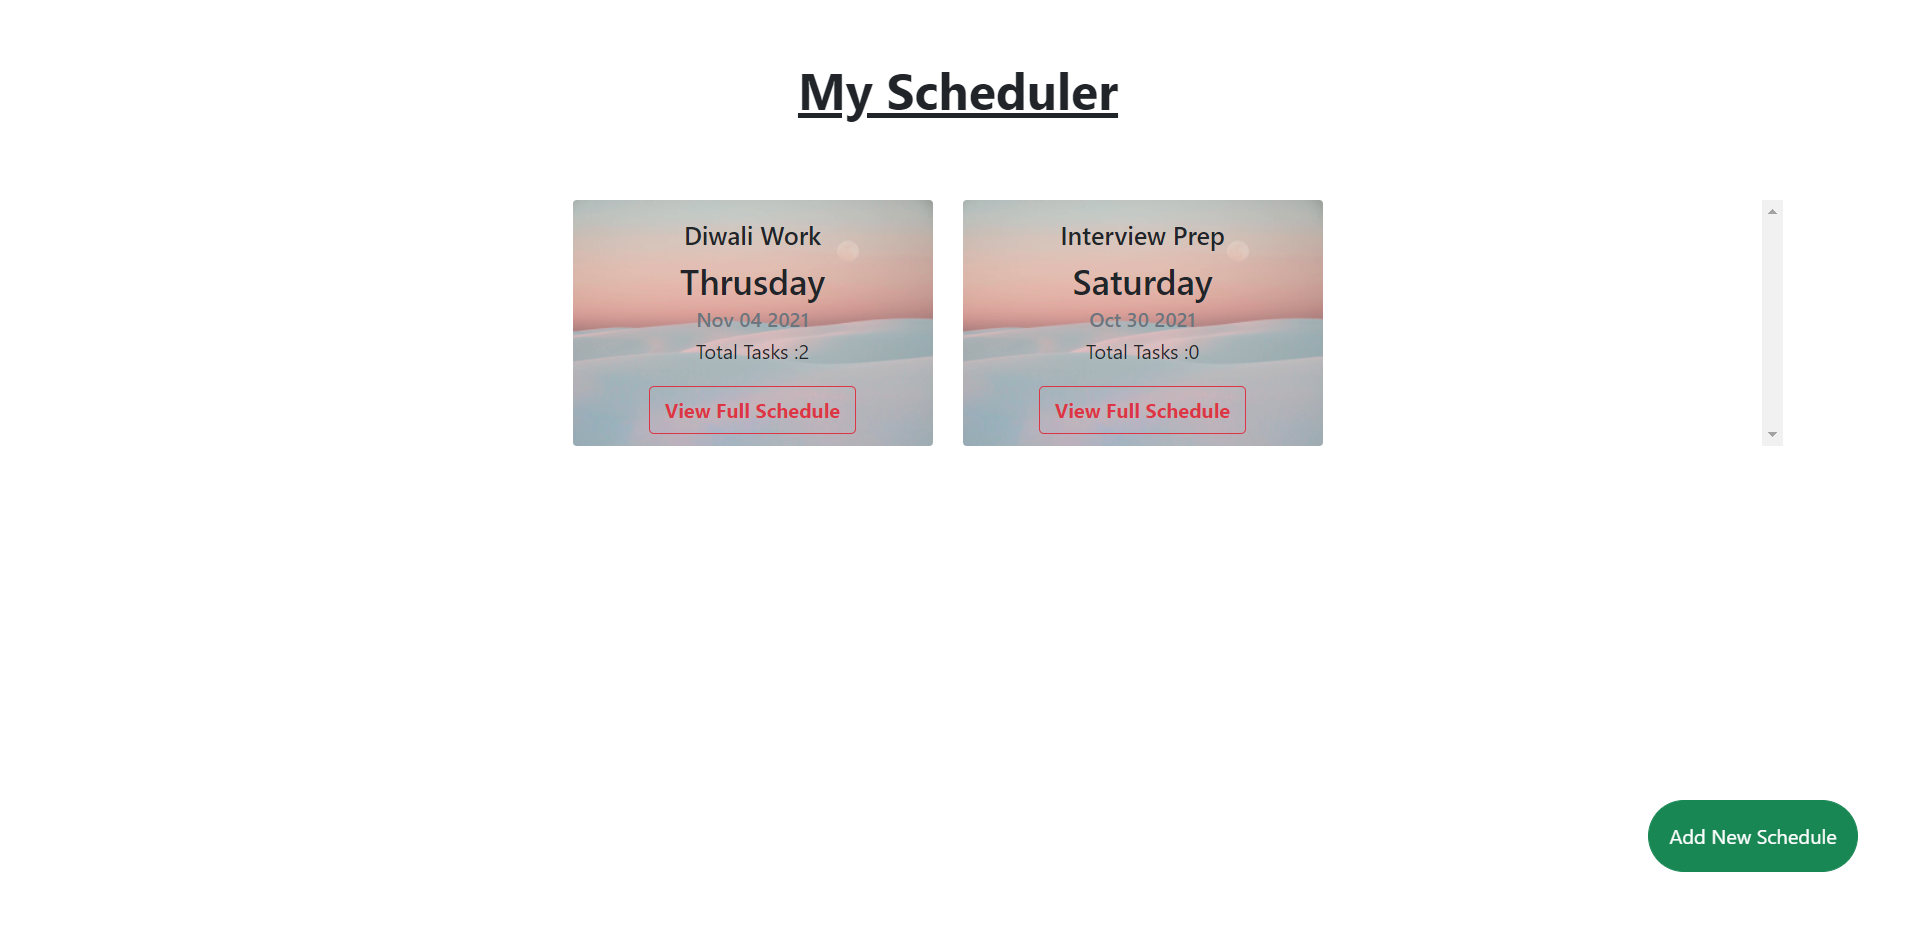 My Scheduler
Diwali Work
Thrusday
Nov 04 2021
Total Tasks :2
View Full Schedule
Interview Prep
Saturday
Oct 30 2021
Total Tasks :0
View Full Schedule
Add New Schedule